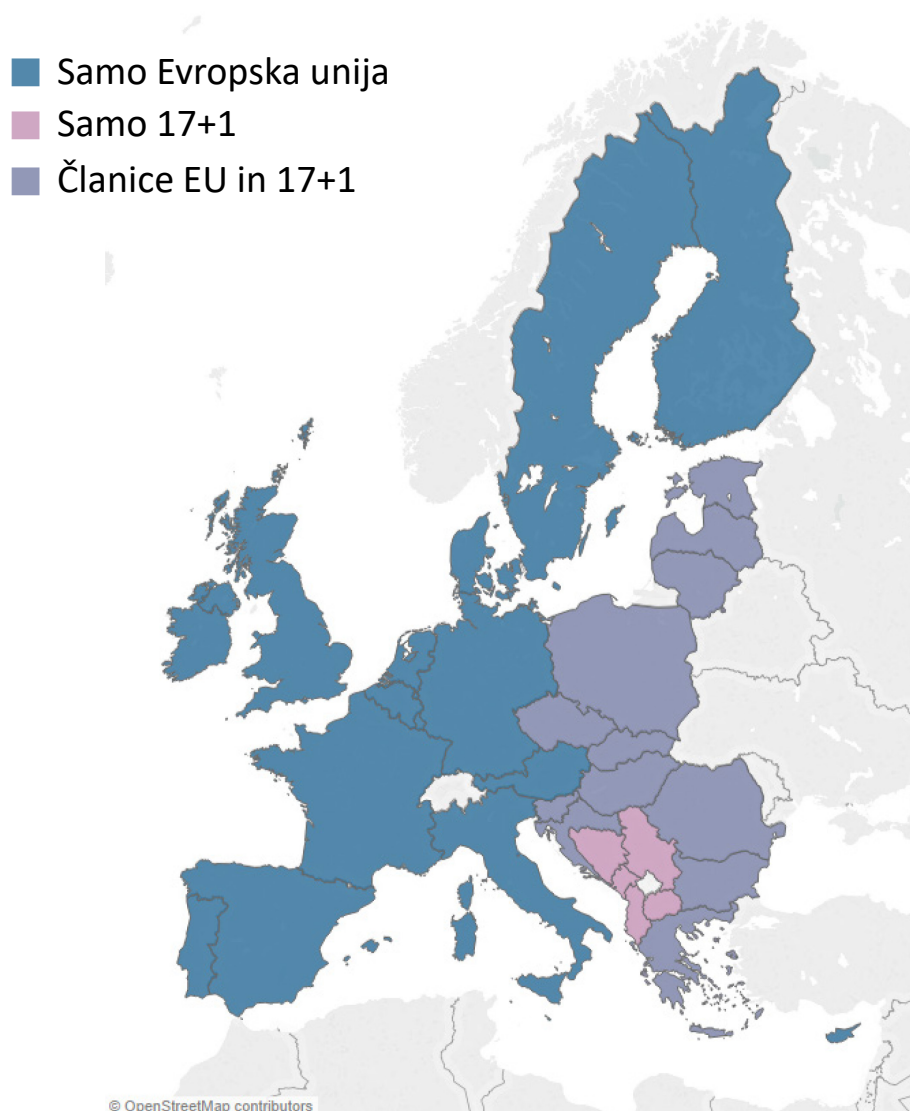 Samo Evropska unija
Samo 17+1
Članice EU in 17+1
© OpenStreetMap contributors